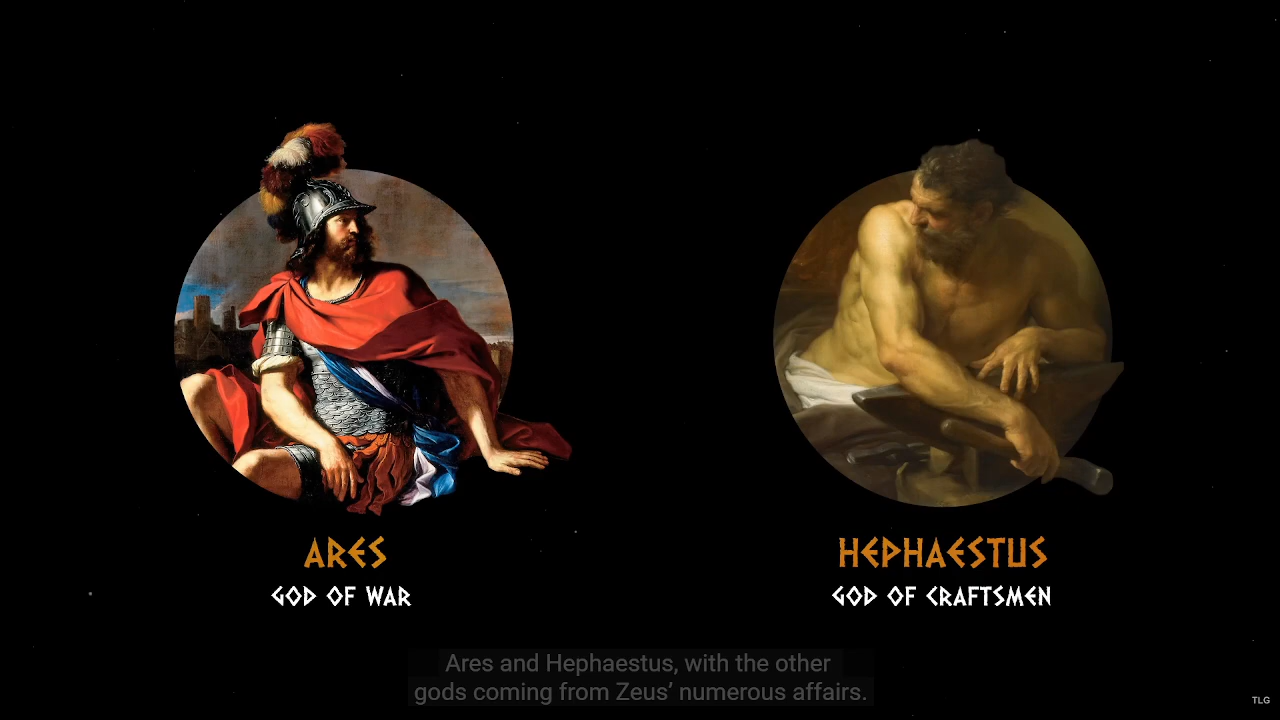 ARES
GOD OF WAR
HEPHAESTUS
GOD OF CRAFTSMEN
Ares and Hephaestus, with the other
gods coming from Zeus’ numerous affairs.
TLG